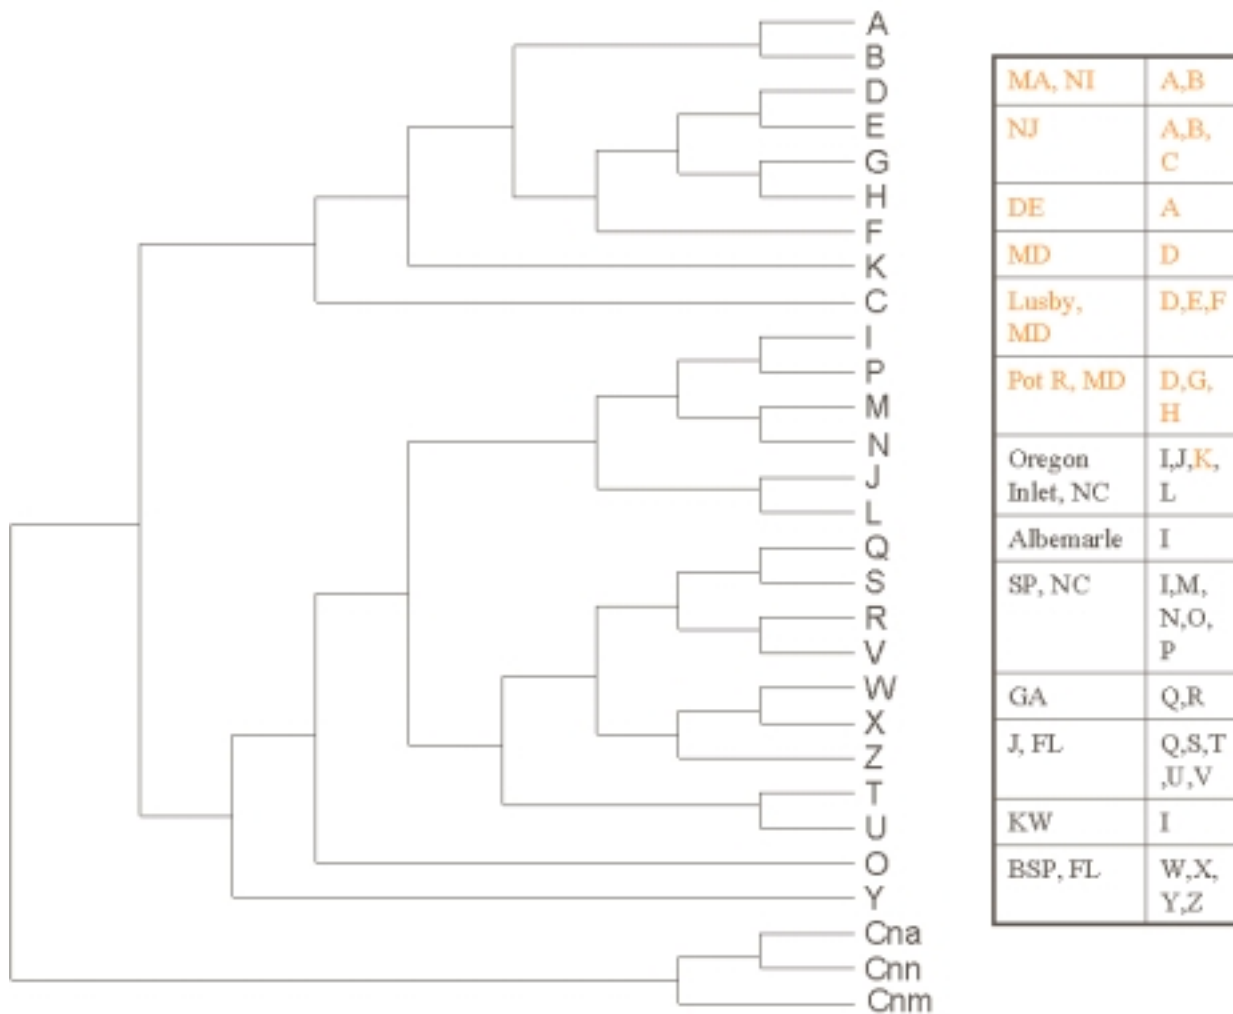 A
B
D
E
G
H
F
K
C
I
P
M
N
J
L
Q
S
R
V
W
X
Z
T
U
O
Y
Cna
Cnn
Cnm
MA, NI A,B
NJ A,B,
C
DE A
MD D
Lusby, D,E,F
MD
Pot R, MD D,G,
H
Oregon I,J,K,
Inlet, NC L
Albemarle I
SP, NC I,M,
N,O,
P
GA Q,R
J, FL Q,S,T
,U,V
KW I
BSP, FL W,X,
Y,Z